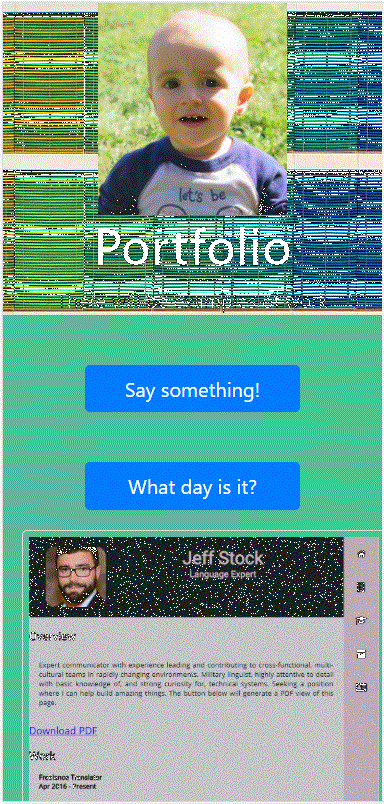 let's be
Portfolio
Say something!
What day is it?
Jeff Stock
Language Expert
Overview
Expert communicator with experience leading and contributing to cross-functional, multi-
cultural teams in rapidly changing environments. Military linguist, highly attentive to detail
with basic knowledge of, and strong curiosity for, technical systems. Seeking a position
where I can help build amazing things. The button below will generate a PDF view of this
page.
Download PDF
Work
Freelance Translator
Apr 2016 - Present